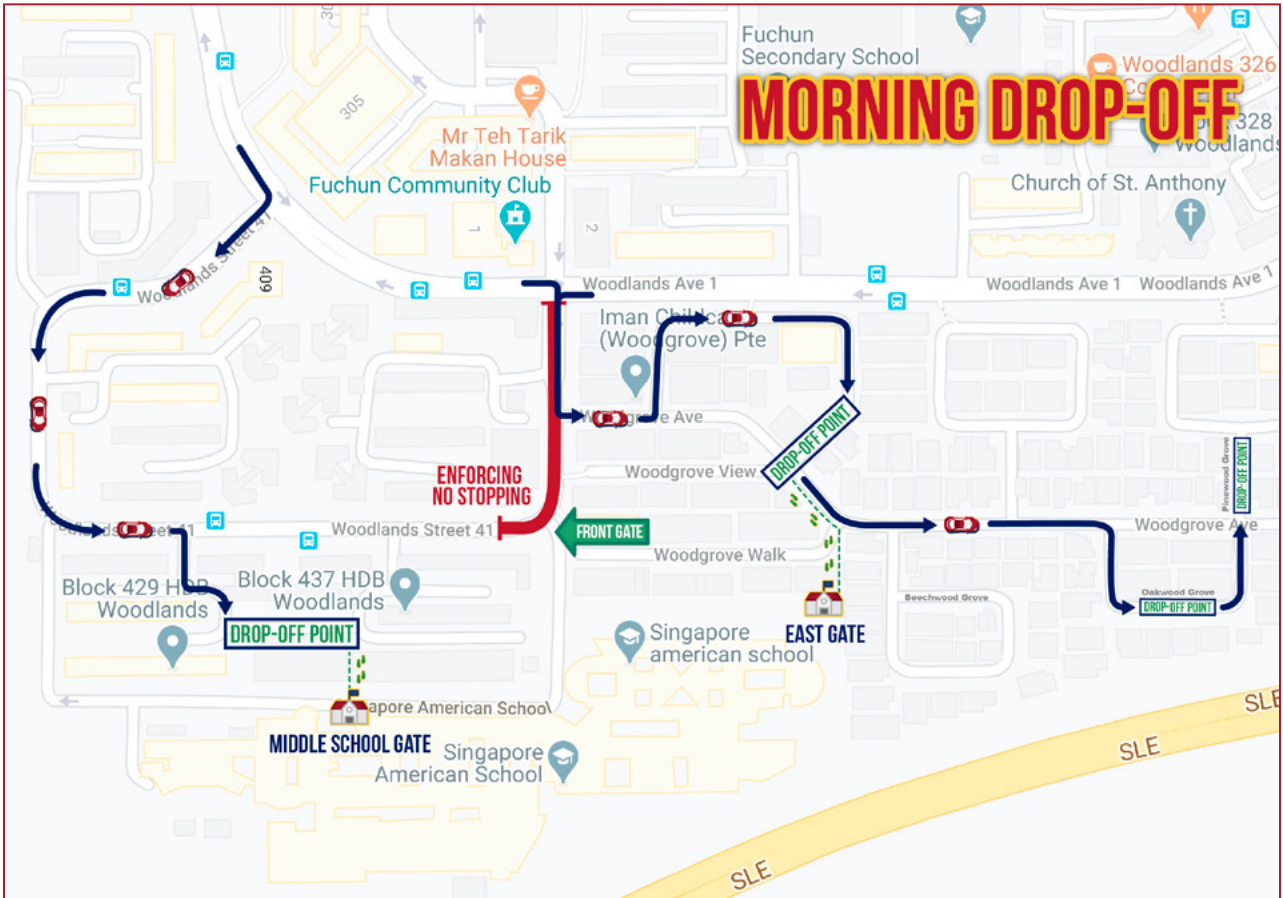 Fuchun
Secondary School
Woodlands 326
MORNING DROP-OFF
328
Woodlands
305
Mr Teh Tarik
Makan House
Fuchun Community Club
Church of St. Anthony
1
2
Woodlands Street 41
409
Woodlands Ave 1
Woodlands Ave 1
Woodlands Ave 1
Iman Childca
(Woodgrove) Pte
Woodgrove Ave
DROP-OFF POINT
ENFORCING
NO STOPPING
Woodgrove View
Pinewood Grove
DROP-OFF POINT
Woodlands Street 41
FRONT GATE
Woodgrove Ave
Woodgrove Walk
Block 429 HDB
Woodlands
Block 437 HDB
Woodlands
Beechwood Grove
Oakwood Grove
DROP-OFF POINT
DROP-OFF POINT
Singapore
american school
EAST GATE
apore American School
MIDDLE SCHOOL GATE
Singapore
American School
SLE
SLE
SLE